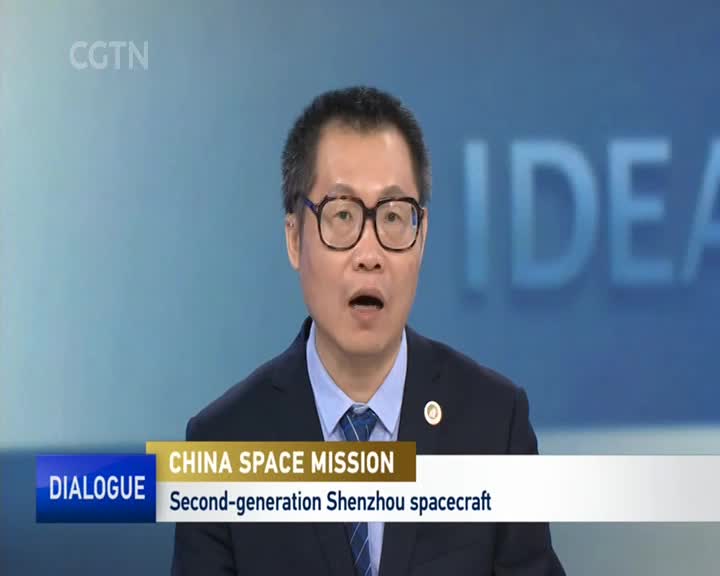 CGTN
IDEA
CHINA SPACE MISSION
DIALOGUE
Second-generation Shenzhou spacecraft